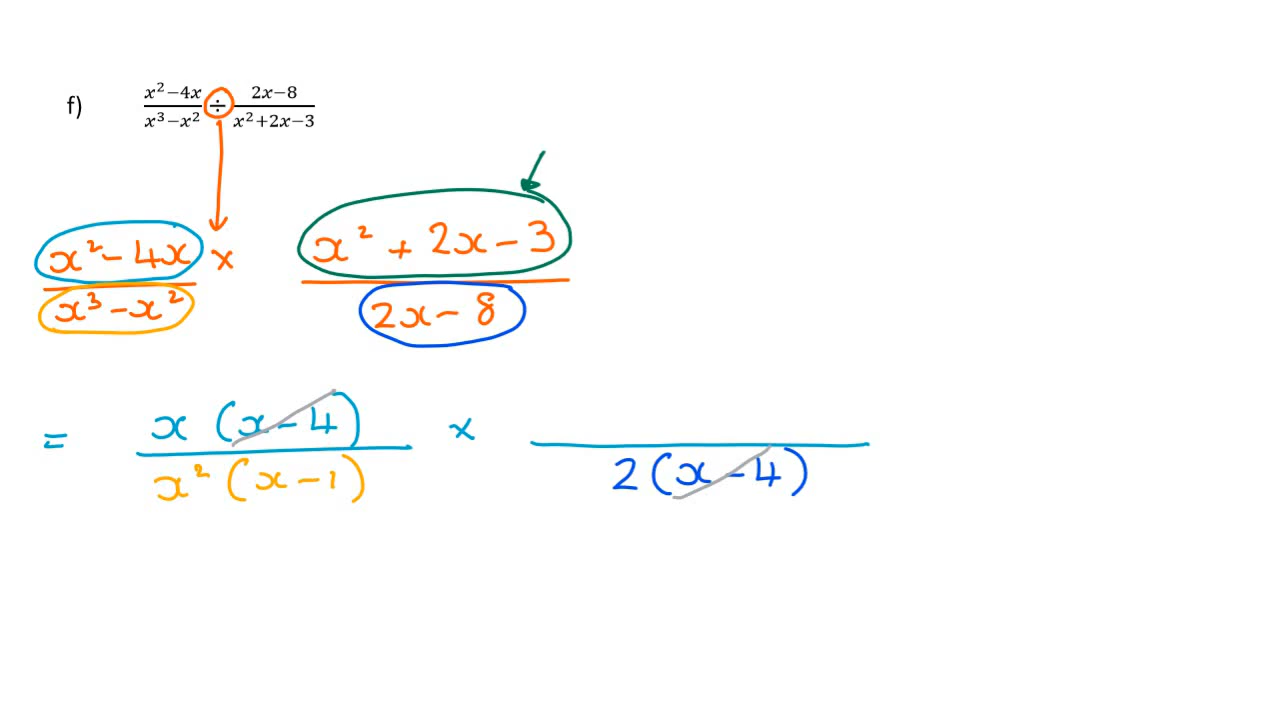 f) x²−4x / x³−x² ÷ 2x−8 / x²+2x−3
x² − 4x / x³ − x² × x² + 2x − 3 / 2x − 8
= x (x − 4) / x² (x − 1) × / 2 (x − 4)